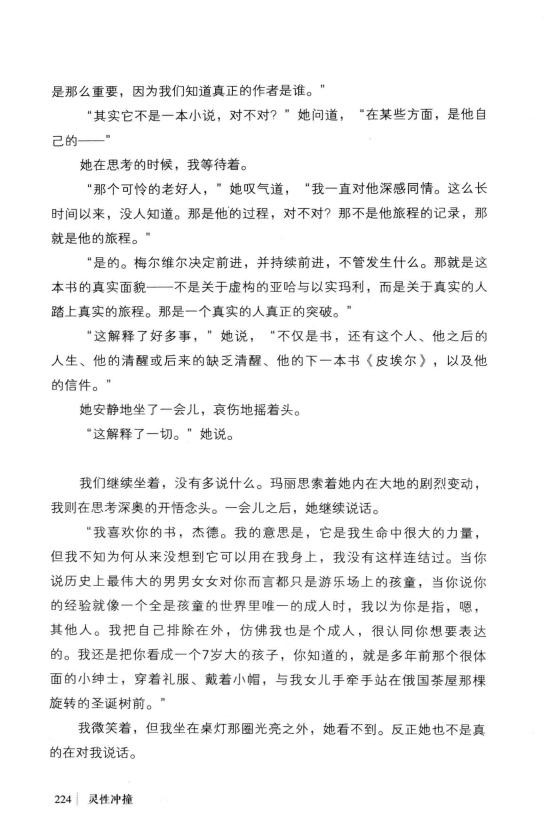 是那么重要，因为我们知道真正的作者是谁。”
“其实它不是一本小说，对不对？”她问道，“在某些方面，是他自
己的——”
她在思考的时候，我等待着。
“那个可怜的老好人，”她叹气道，“我一直对他深感同情。这么长
时间以来，没人知道。那是他的过程，对不对？那不是他旅程的记录，那
就是他的旅程。”
“是的。梅尔维尔决定前进，并持续前进，不管发生什么。那就是这
本书的真实面貌——不是关于虚构的亚哈与以实玛利，而是关于真实的人
踏上真实的旅程。那是一个真实的人真正的突破。”
“这解释了好多事，”她说，“不仅是书，还有这个人、他之后的
人生、他的清醒或后来的缺乏清醒、他的下一本书《皮埃尔》，以及他
的信件。”
她安静地坐了一会儿，哀伤地摇着头。
“这解释了一切。”她说。
我们继续坐着，没有多说什么。玛丽思索着她内在大地的剧烈变动，
我则在思考深奥的开悟念头。一会儿之后，她继续说话。
“我喜欢你的书，杰德。我的意思是，它是我生命中很大的力量，
但我不知为何从来没想到它可以用在我身上，我没有这样连结过。当你
说历史上最伟大的男男女女对你而言都只是游乐场上的孩童，当你说你
的经验就像一个全是孩童的世界里唯一的成人时，我以为你是指，嗯，
其他人。我把自己排除在外，仿佛我也是个成人，很认同你想要表达
的。我还是把你看成一个7岁大的孩子，你知道的，就是多年前那个很体
面的小绅士，穿着礼服、戴着小帽，与我女儿手牵手站在俄国茶屋那棵
旋转的圣诞树前。”
我微笑着，但我坐在桌灯那圈光亮之外，她看不到。反正她也不是真
的在对我说话。
224 灵性冲撞